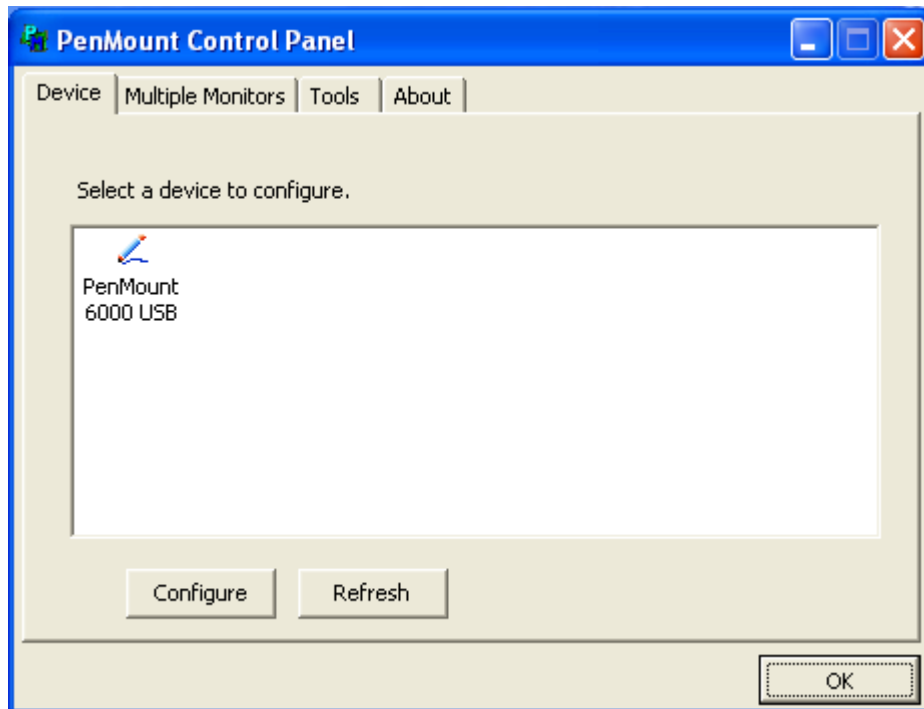 PenMount Control Panel
Device Multiple Monitors Tools About
Select a device to configure.
PenMount
6000 USB
Configure Refresh
OK